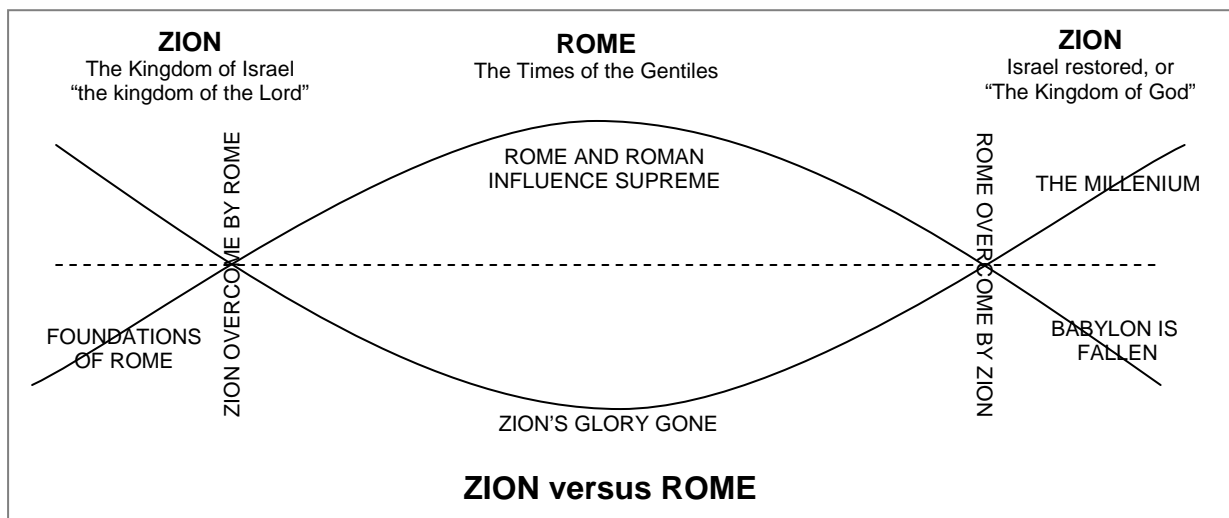 ZION
The Kingdom of Israel
“the kingdom of the Lord”
ROME
The Times of the Gentiles
ZION
Israel restored, or
“The Kingdom of God”
ZION OVERCOME BY ROME
ROME AND ROMAN
INFLUENCE SUPREME
ROME OVERCOME BY ZION
THE MILLENIUM
FOUNDATIONS
OF ROME
BABYLON IS
FALLEN
ZION’S GLORY GONE
ZION versus ROME